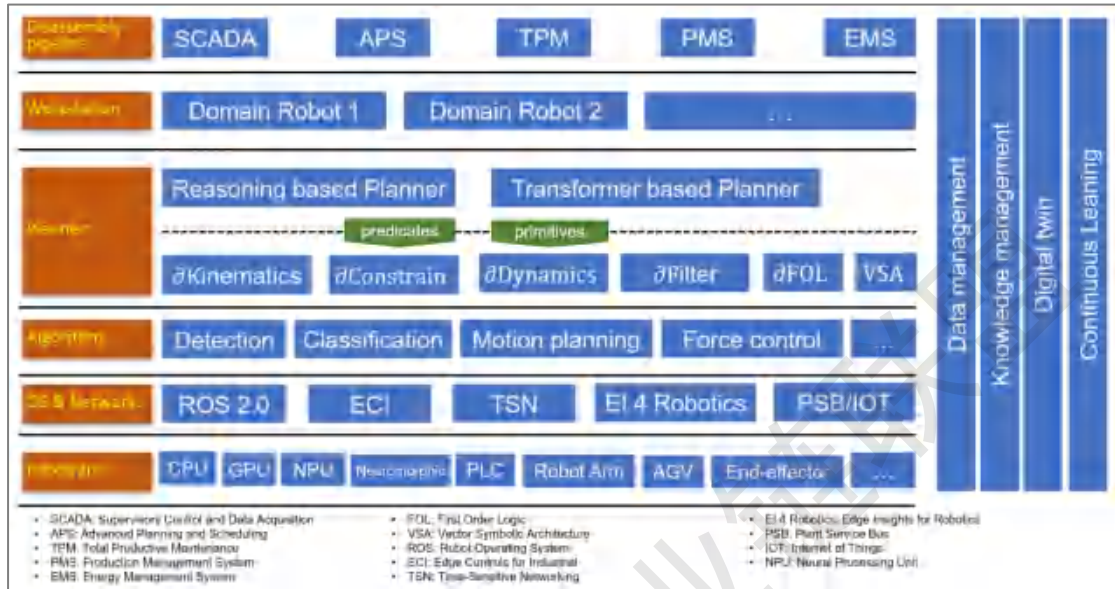 Disassembly
pipeline
SCADA
APS
TPM
PMS
EMS
Workstation
Domain Robot 1
Domain Robot 2
...
Reasoning based Planner
Transformer based Planner
predicates
primitives
∂Kinematics
∂Constrain
∂Dynamics
∂Filter
∂FOL
VSA
Algorithm
Detection
Classification
Motion planning
Force control
...
OS & Network
ROS 2.0
ECI
TSN
EI 4 Robotics
PSB/IOT
CPU
GPU
NPU
Neuromorphic
PLC
Robot Arm
AGV
End-effector
...
Data management
Knowledge management
Digital twin
Continuous Leaning
• SCADA: Supervisory Control and Data Acquisition
• APS: Advanced Planning and Scheduling
• TPM: Total Productive Maintenance
• PMS: Production Management System
• EMS: Energy Management System
• FOL: First Order Logic
• VSA: Vector Symbolic Architecture
• ROS: Robot Operating System
• ECI: Edge Controls for Industrial
• TSN: Time-Sensitive Networking
• EI 4 Robotics: Edge Insights for Robotics
• PSB: Plant Service Bus
• IOT: Internet of Things
• NPU: Neural Processing Unit